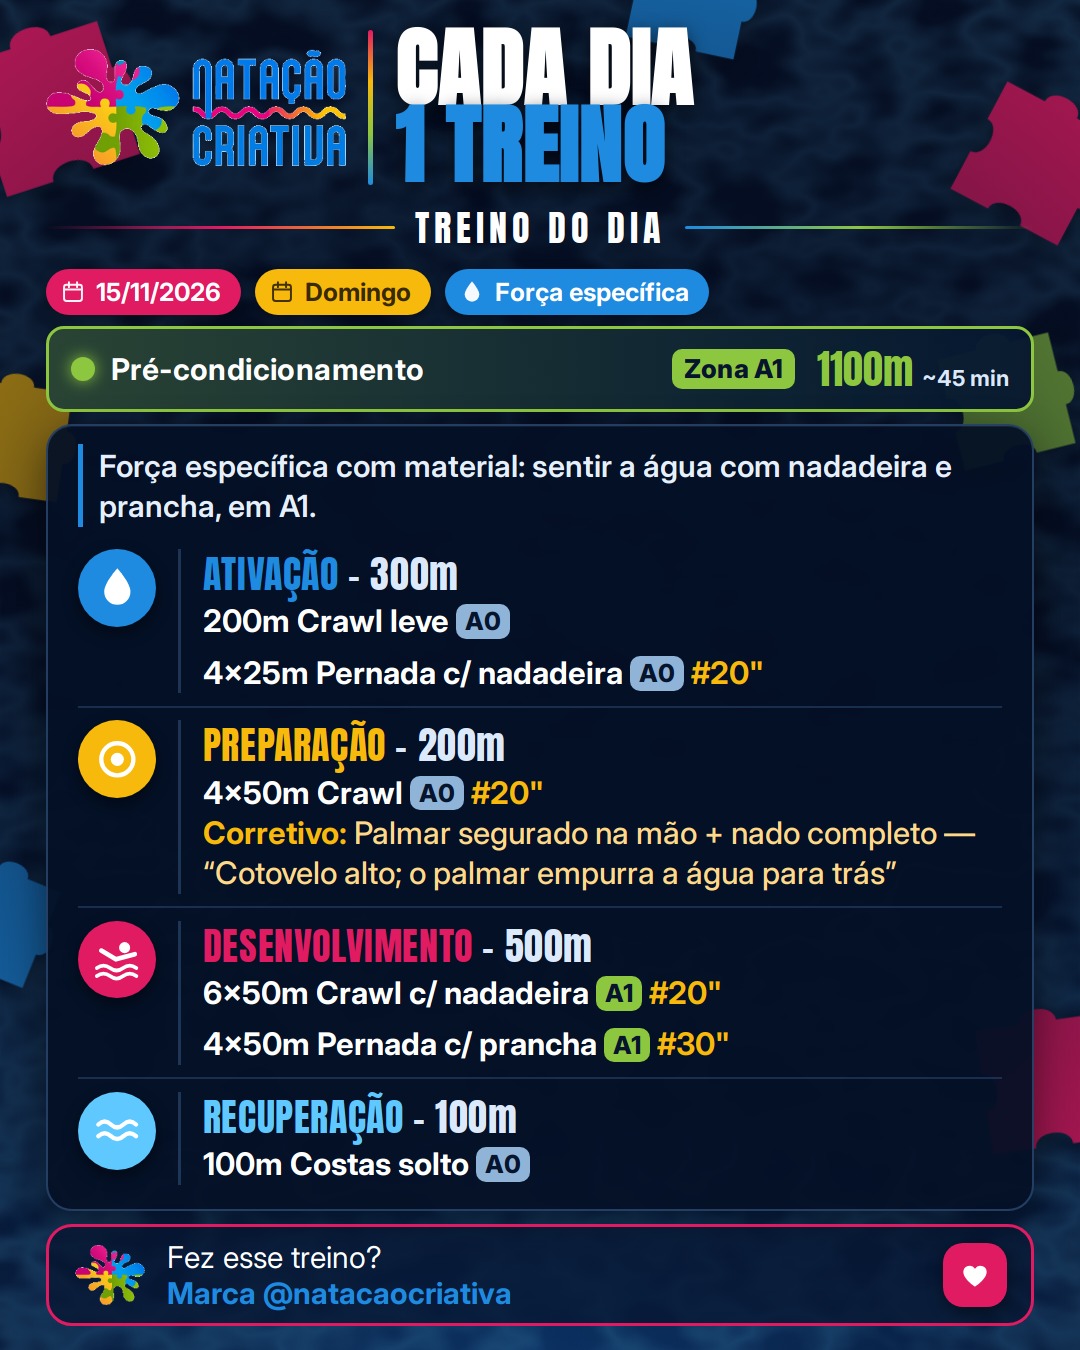 NATAÇÃO
CRIATIVA
CADA DIA
1 TREINO
TREINO DO DIA
15/11/2026 Domingo Força específica
Pré-condicionamento Zona A1 1100m ~45 min
Força específica com material: sentir a água com nadadeira e
prancha, em A1.
ATIVAÇÃO - 300m
200m Crawl leve A0
4×25m Pernada c/ nadadeira A0 #20"
PREPARAÇÃO - 200m
4×50m Crawl A0 #20"
Corretivo: Palmar segurado na mão + nado completo —
“Cotovelo alto; o palmar empurra a água para trás”
DESENVOLVIMENTO - 500m
6×50m Crawl c/ nadadeira A1 #20"
4×50m Pernada c/ prancha A1 #30"
RECUPERAÇÃO - 100m
100m Costas solto A0
Fez esse treino?
Marca @natacaocriativa